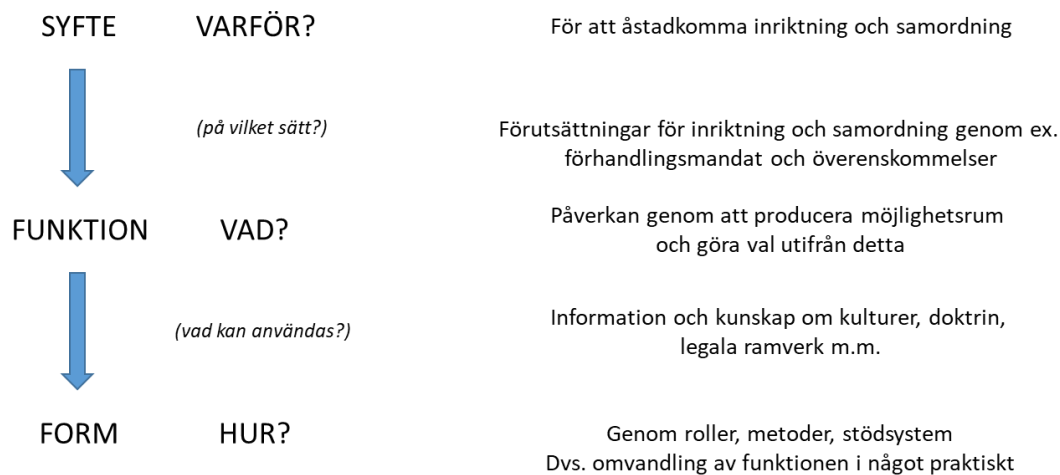 SYFTE VARFÖR? För att åstadkomma inriktning och samordning
(på vilket sätt?) Förutsättningar för inriktning och samordning genom ex.
förhandlingsmandat och överenskommelser
FUNKTION VAD? Påverkan genom att producera möjlighetsrum
och göra val utifrån detta
(vad kan användas?) Information och kunskap om kulturer, doktrin,
legala ramverk m.m.
FORM HUR? Genom roller, metoder, stödsystem
Dvs. omvandling av funktionen i något praktiskt